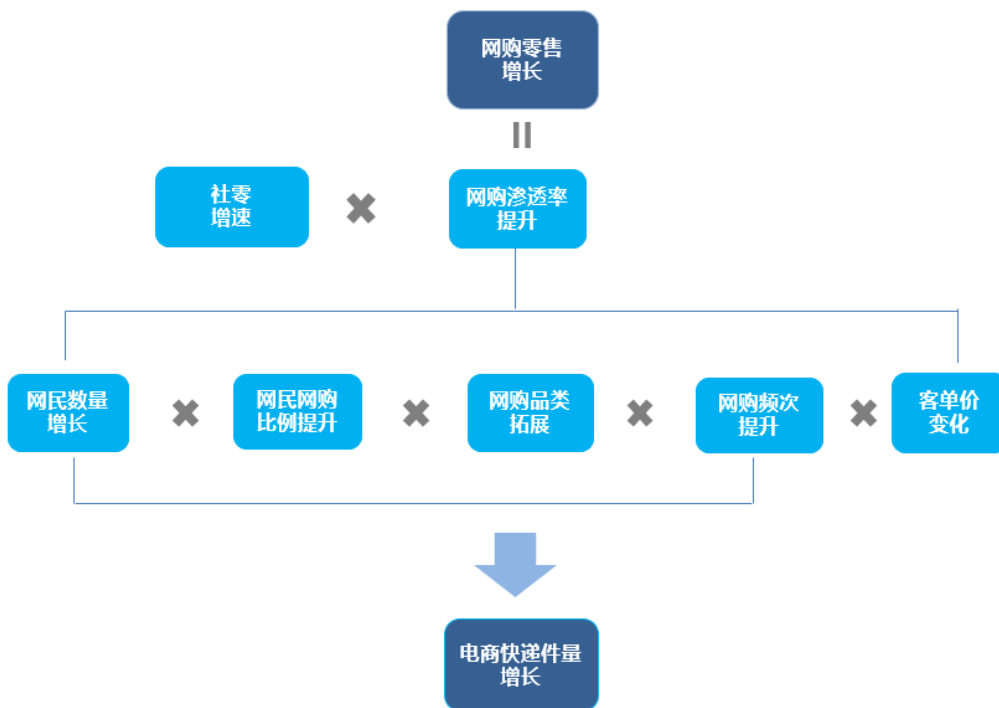 网购零售
增长
社零
增速
网购渗透率
提升
网民数量
增长
网民网购
比例提升
网购品类
拓展
网购频次
提升
客单价
变化
电商快递件量
增长